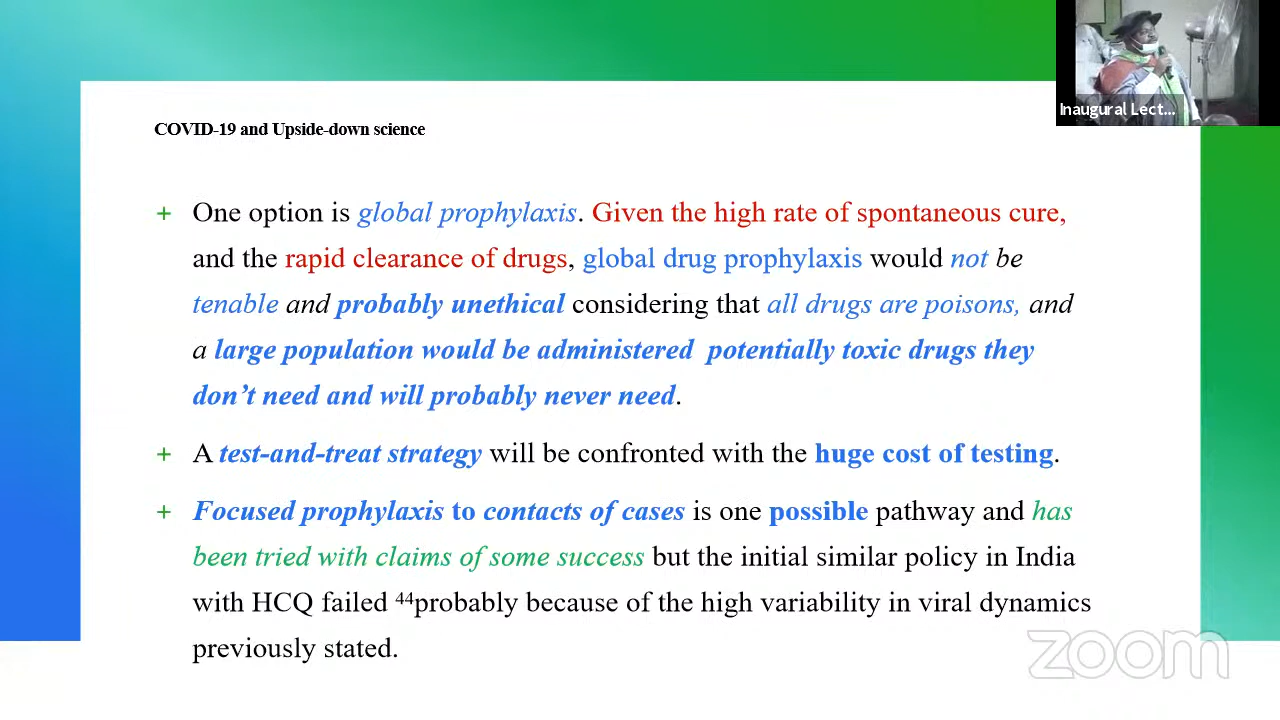 Inaugural Lect...
COVID-19 and Upside-down science
+ One option is global prophylaxis. Given the high rate of spontaneous cure,
and the rapid clearance of drugs, global drug prophylaxis would not be
tenable and probably unethical considering that all drugs are poisons, and
a large population would be administered potentially toxic drugs they
don’t need and will probably never need.
+ A test-and-treat strategy will be confronted with the huge cost of testing.
+ Focused prophylaxis to contacts of cases is one possible pathway and has
been tried with claims of some success but the initial similar policy in India
with HCQ failed ⁴⁴probably because of the high variability in viral dynamics
previously stated.
zoom